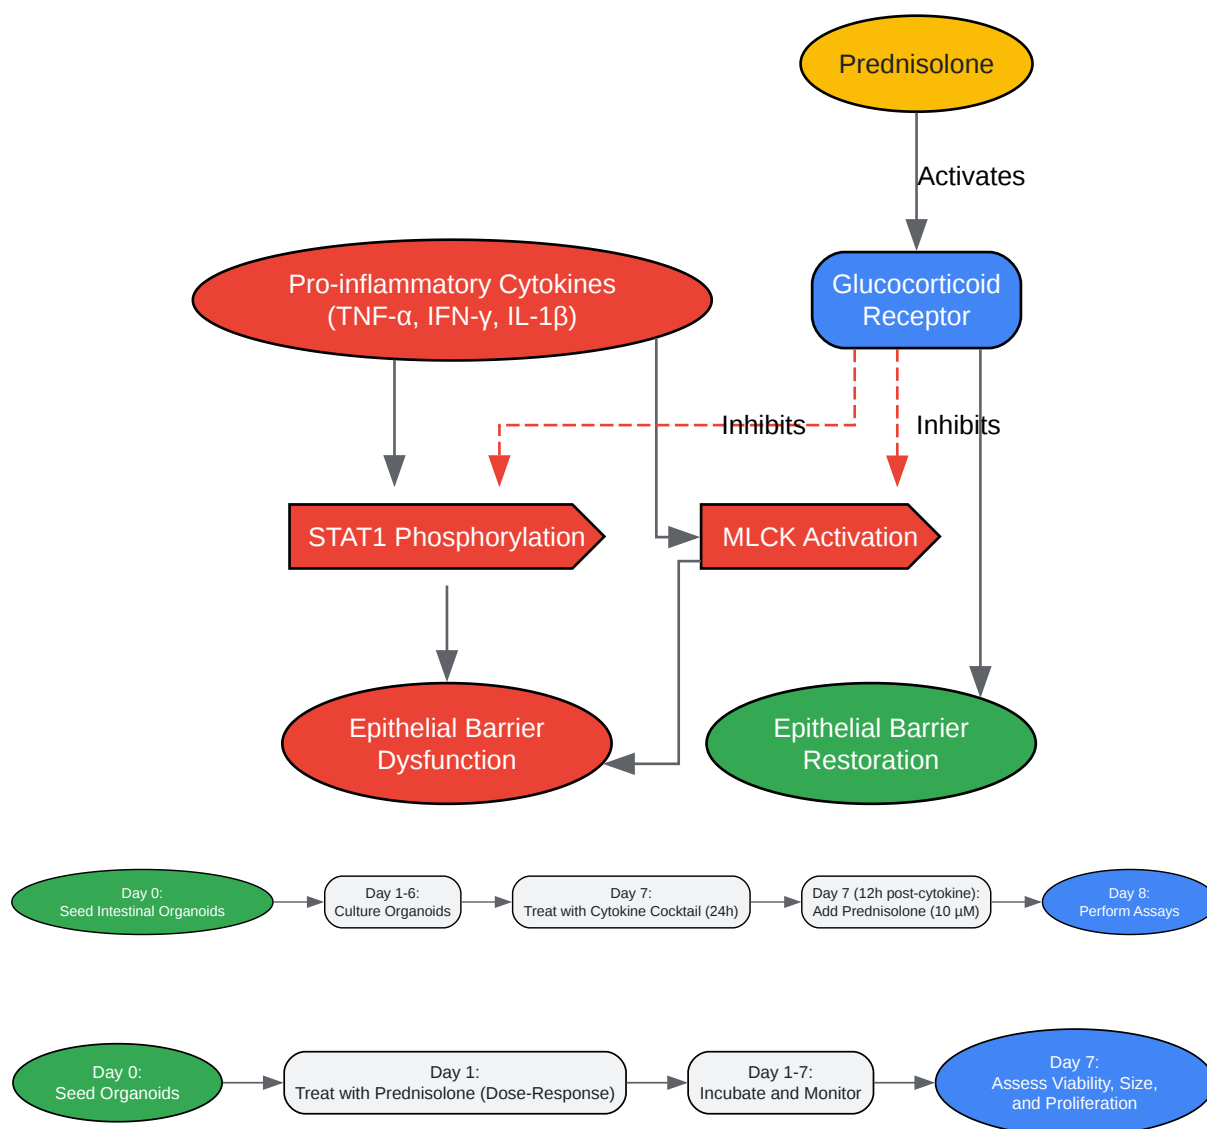 Prednisolone
Activates
Pro-inflammatory Cytokines
(TNF-α, IFN-γ, IL-1β)
Glucocorticoid
Receptor
Inhibits
Inhibits
STAT1 Phosphorylation
MLCK Activation
Epithelial Barrier
Dysfunction
Epithelial Barrier
Restoration
Day 0:
Seed Intestinal Organoids
Day 1-6:
Culture Organoids
Day 7:
Treat with Cytokine Cocktail (24h)
Day 7 (12h post-cytokine):
Add Prednisolone (10 µM)
Day 8:
Perform Assays
Day 0:
Seed Organoids
Day 1:
Treat with Prednisolone (Dose-Response)
Day 1-7:
Incubate and Monitor
Day 7:
Assess Viability, Size,
and Proliferation